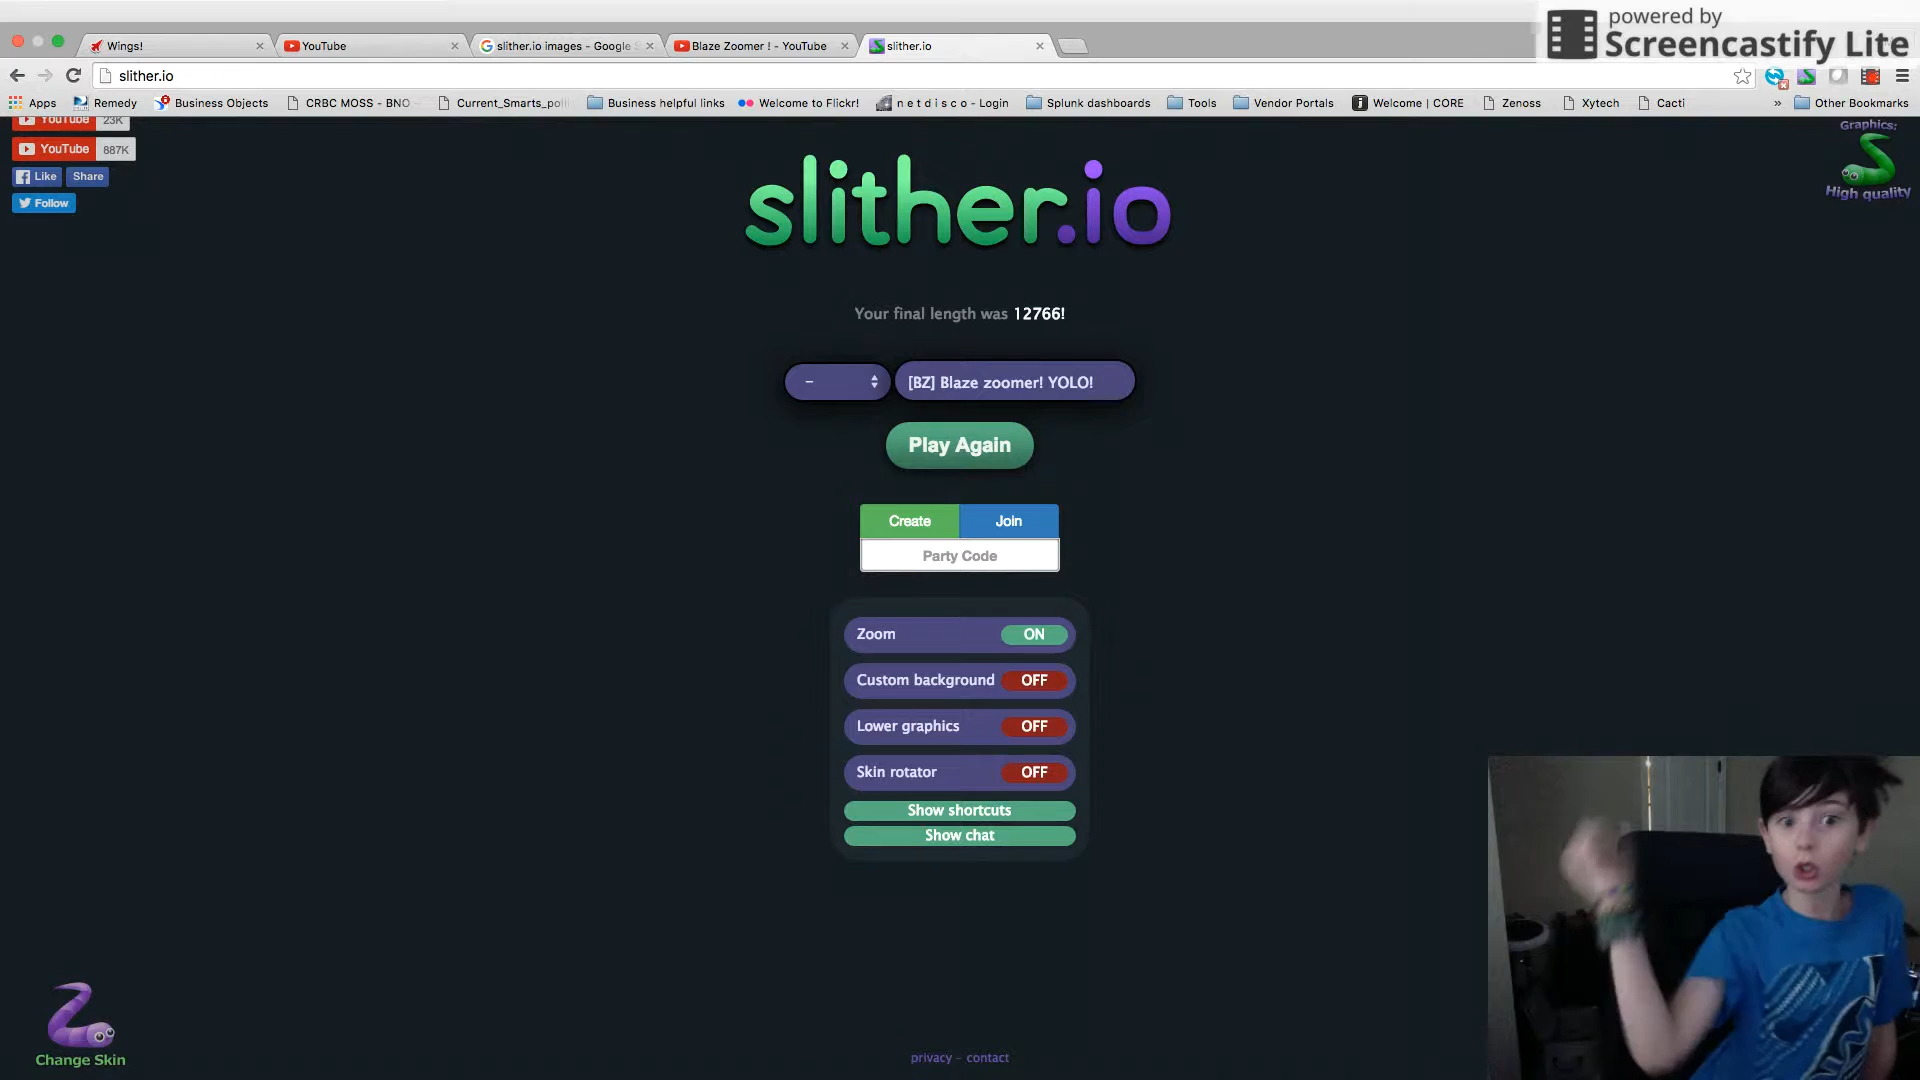 powered by
Screencastify Lite
Wings!
YouTube
slither.io images - Google
Blaze Zoomer ! - YouTube
slither.io
slither.io
Apps
Remedy
Business Objects
CRBC MOSS - BNO
Current_Smarts_poli
Business helpful links
Welcome to Flickr!
n e t d i s c o - Login
Splunk dashboards
Tools
Vendor Portals
Welcome | CORE
Zenoss
Xytech
Cacti
»
Other Bookmarks
YouTube 23K
YouTube 887K
Like Share
Follow
Graphics:
High quality
slither.io
Your final length was 12766!
–
[BZ] Blaze zoomer! YOLO!
Play Again
Create Join
Party Code
Zoom ON
Custom background OFF
Lower graphics OFF
Skin rotator OFF
Show shortcuts
Show chat
Change Skin
privacy - contact